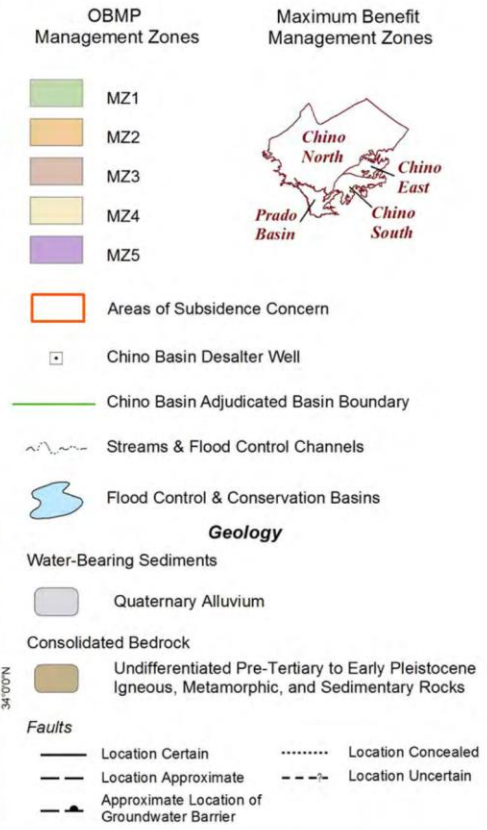 OBMP
Management Zones
Maximum Benefit
Management Zones
MZ1
MZ2
MZ3
MZ4
MZ5
Chino
North
Chino
East
Prado
Basin
Chino
South
Areas of Subsidence Concern
Chino Basin Desalter Well
Chino Basin Adjudicated Basin Boundary
Streams & Flood Control Channels
Flood Control & Conservation Basins
Geology
Water-Bearing Sediments
Quaternary Alluvium
Consolidated Bedrock
Undifferentiated Pre-Tertiary to Early Pleistocene
Igneous, Metamorphic, and Sedimentary Rocks
34°0'0"N
Faults
Location Certain
Location Concealed
Location Approximate
?
Location Uncertain
Approximate Location of
Groundwater Barrier